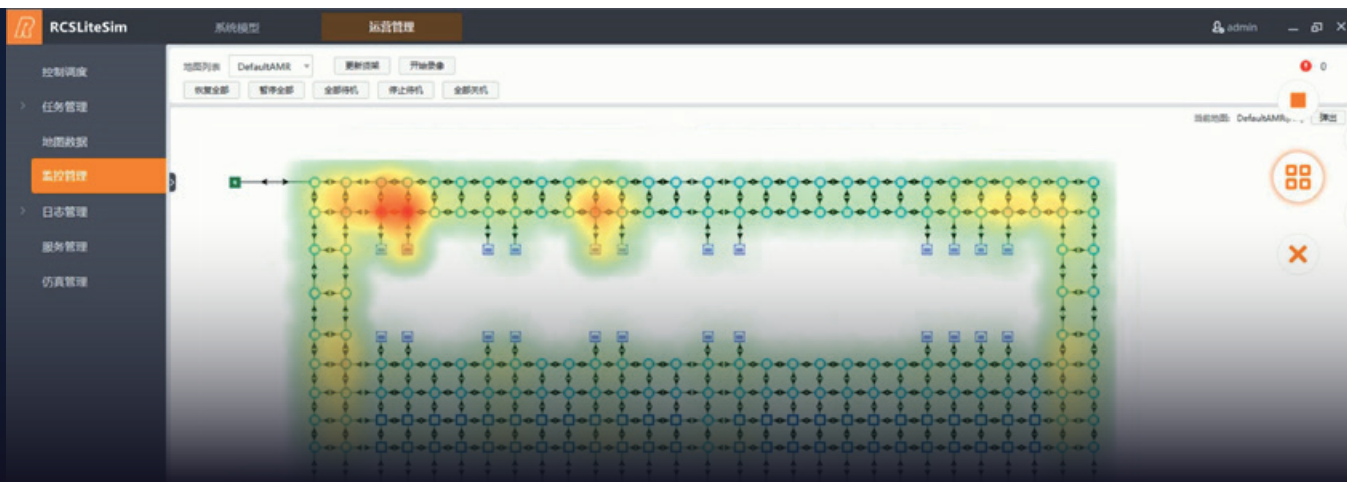 RCSLiteSim 系统模型 运营管理 admin
控制调度
任务管理
地图数据
监控管理
日志管理
服务管理
仿真管理
地图列表 DefaultAMR 更新货架 开始录像 0
恢复全部 暂停全部 全部待机 停止待机 全部关机
当前地图: DefaultAMR 弹出